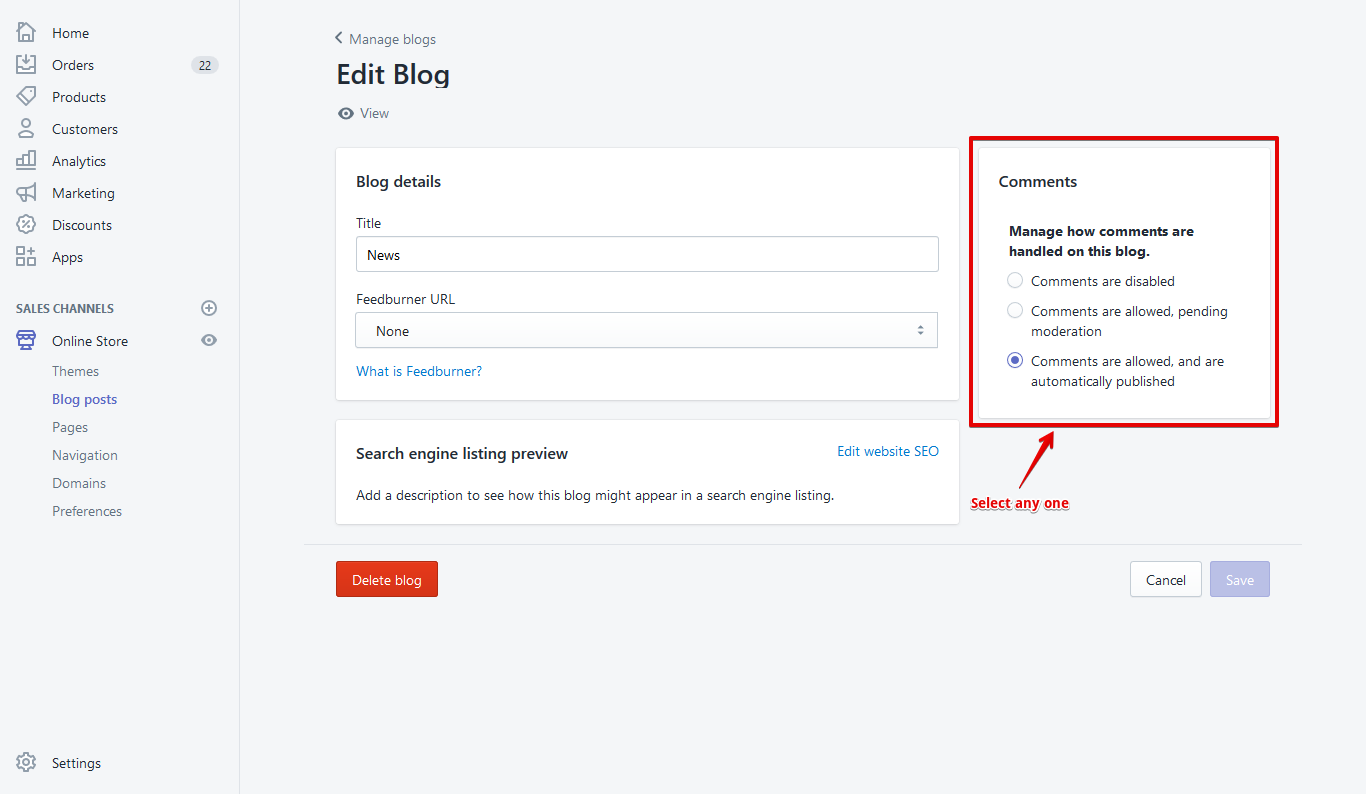 Home
Orders 22
Products
Customers
Analytics
Marketing
Discounts
Apps
SALES CHANNELS
Online Store
Themes
Blog posts
Pages
Navigation
Domains
Preferences
Settings
Manage blogs
Edit Blog
View
Blog details
Title
News
Feedburner URL
None
What is Feedburner?
Search engine listing preview Edit website SEO
Add a description to see how this blog might appear in a search engine listing.
Comments
Manage how comments are
handled on this blog.
Comments are disabled
Comments are allowed, pending
moderation
Comments are allowed, and are
automatically published
Select any one
Delete blog Cancel Save